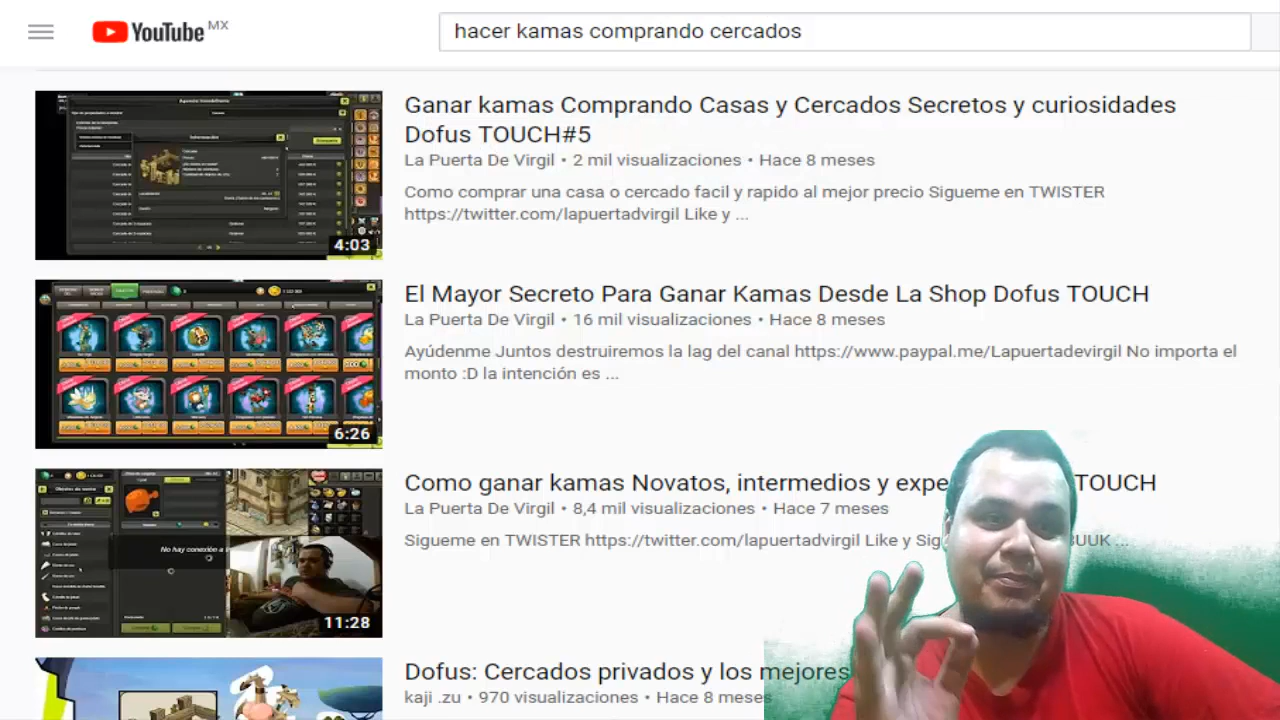 YouTube MX
hacer kamas comprando cercados
Ganar kamas Comprando Casas y Cercados Secretos y curiosidades
Dofus TOUCH#5
La Puerta De Virgil • 2 mil visualizaciones • Hace 8 meses
Como comprar una casa o cercado facil y rapido al mejor precio Sigueme en TWISTER
https://twitter.com/lapuertadvirgil Like y ...
4:03
El Mayor Secreto Para Ganar Kamas Desde La Shop Dofus TOUCH
La Puerta De Virgil • 16 mil visualizaciones • Hace 8 meses
Ayúdenme Juntos destruiremos la lag del canal https://www.paypal.me/Lapuertadevirgil No importa el
monto :D la intención es ...
6:26
Como ganar kamas Novatos, intermedios y expe TOUCH
La Puerta De Virgil • 8,4 mil visualizaciones • Hace 7 meses
Sigueme en TWISTER https://twitter.com/lapuertadvirgil Like y Sig UUK ...
No hay conexión a
11:28
Dofus: Cercados privados y los mejores
kaji .zu • 970 visualizaciones • Hace 8 meses